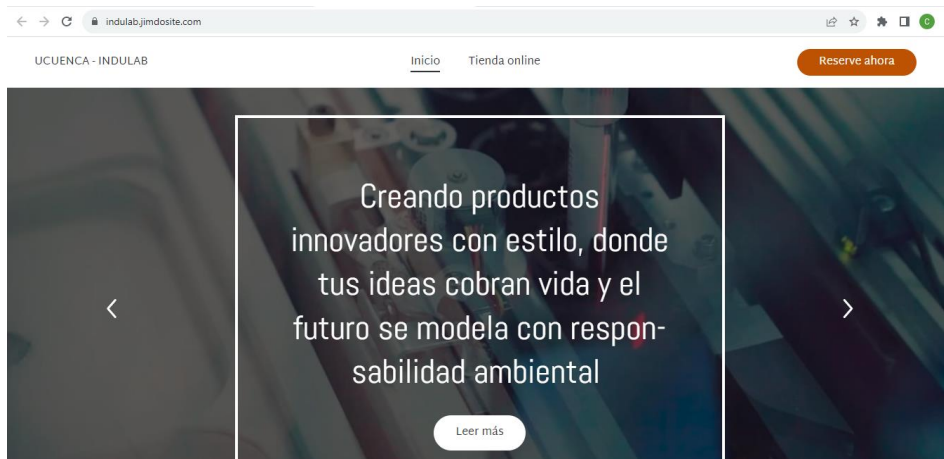 indulab.jimdosite.com
C
UCUENCA - INDULAB
Inicio
Tienda online
Reserve ahora
Creando productos
innovadores con estilo, donde
tus ideas cobran vida y el
futuro se modela con respon-
sabilidad ambiental
Leer más